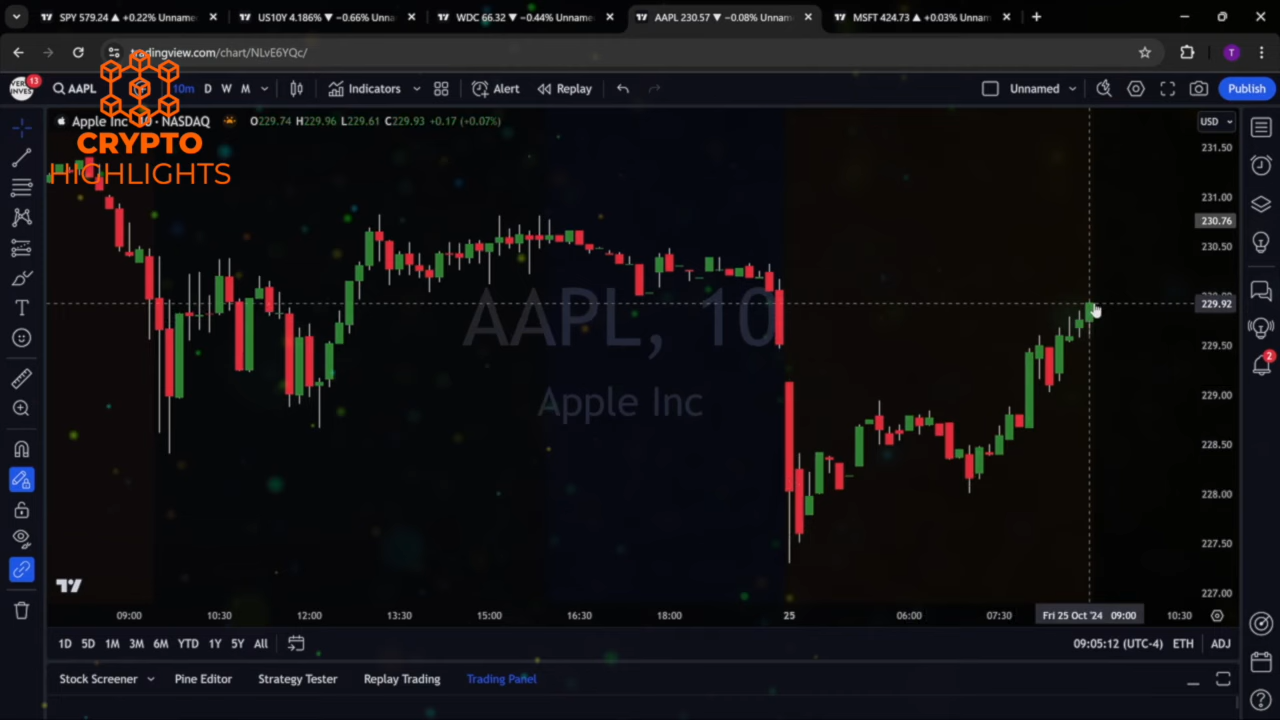 SPY 579.24 ▲ +0.22% Unname
US10Y 4.186% ▼ −0.66% Unnam
WDC 66.32 ▼ −0.44% Unname
AAPL 230.57 ▼ −0.08% Unnam
MSFT 424.73 ▲ +0.03% Unnam
tradingview.com/chart/NLvE6YQc/
T
13
AAPL
10m
D
W
M
Indicators
Alert
Replay
Unnamed
Publish
CRYPTO
HIGHLIGHTS
Apple Inc · 10 · NASDAQ
O229.74 H229.96 L229.61 C229.93 +0.17 (+0.07%)
USD
231.50
231.00
230.76
230.50
229.92
229.50
229.00
228.50
228.00
227.50
227.00
AAPL, 10
Apple Inc
2
09:00
10:30
12:00
13:30
15:00
16:30
18:00
25
06:00
07:30
Fri 25 Oct '24 09:00
10:30
1D 5D 1M 3M 6M YTD 1Y 5Y All
09:05:12 (UTC-4)
ETH
ADJ
Stock Screener
Pine Editor
Strategy Tester
Replay Trading
Trading Panel